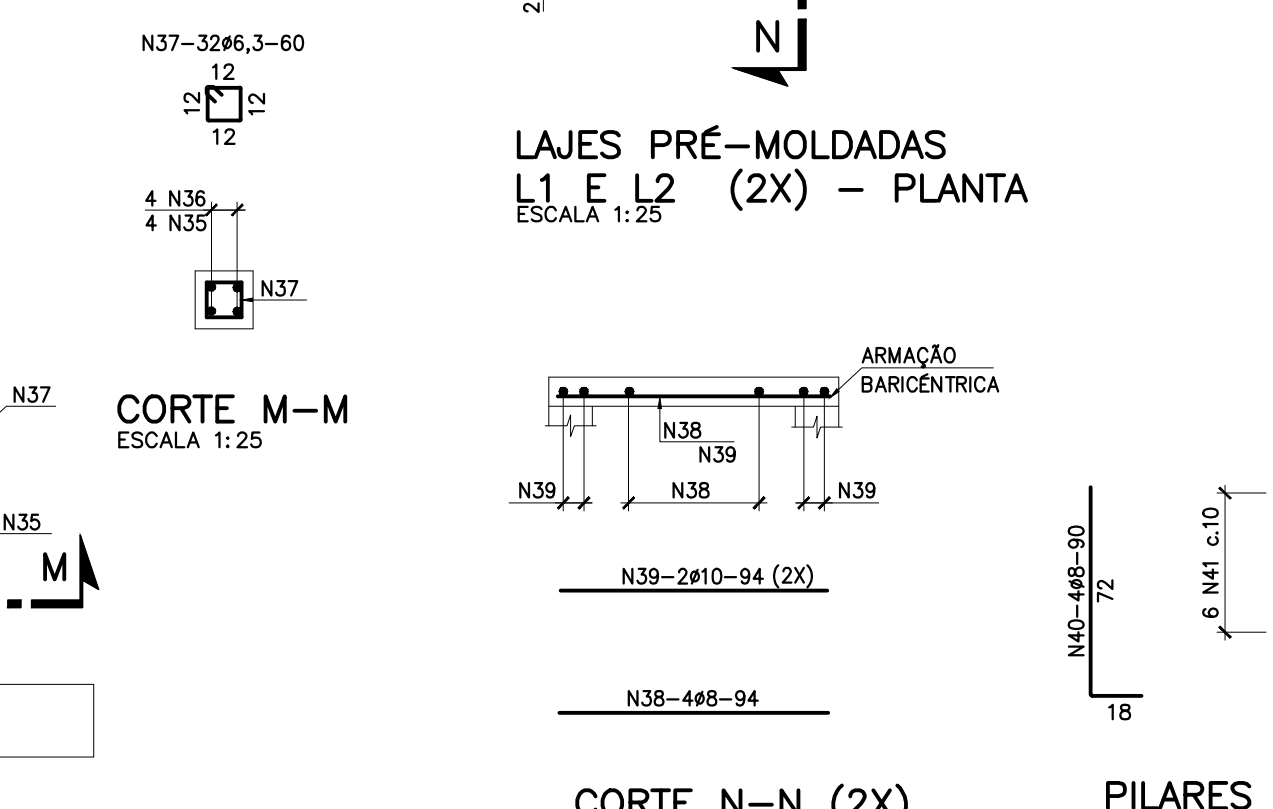 N37-32ø6,3-60
12
12
12
12
4 N36
4 N35
N37
CORTE M-M
ESCALA 1:25
N37
N35
M
2
N
LAJES PRÉ-MOLDADAS
L1 E L2 (2X) - PLANTA
ESCALA 1:25
ARMAÇÃO
BARICÉNTRICA
N38
N39
N39
N38
N39
N39-2ø10-94 (2X)
N38-4ø8-94
CORTE N-N (2X)
N40-4ø8-90
72
18
6 N41 c.10
PILARES